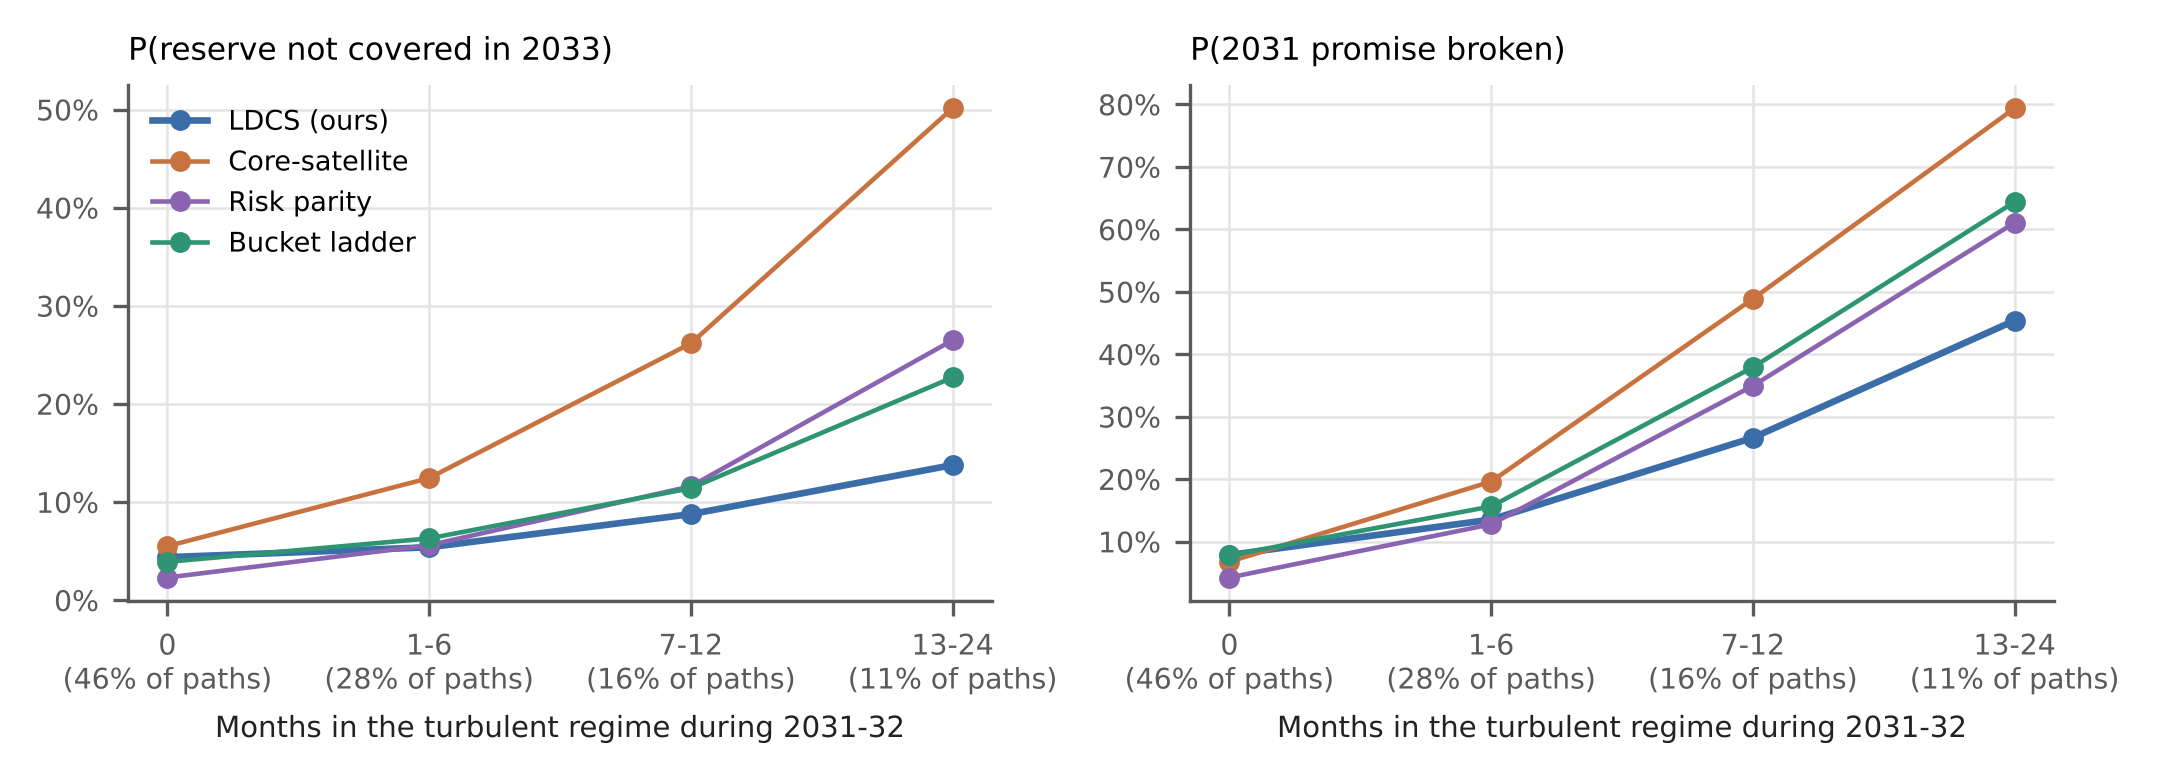 P(reserve not covered in 2033)
50%
40%
30%
20%
10%
0%
LDCS (ours)
Core-satellite
Risk parity
Bucket ladder
0
(46% of paths)
1-6
(28% of paths)
7-12
(16% of paths)
13-24
(11% of paths)
Months in the turbulent regime during 2031-32
P(2031 promise broken)
80%
70%
60%
50%
40%
30%
20%
10%
0
(46% of paths)
1-6
(28% of paths)
7-12
(16% of paths)
13-24
(11% of paths)
Months in the turbulent regime during 2031-32